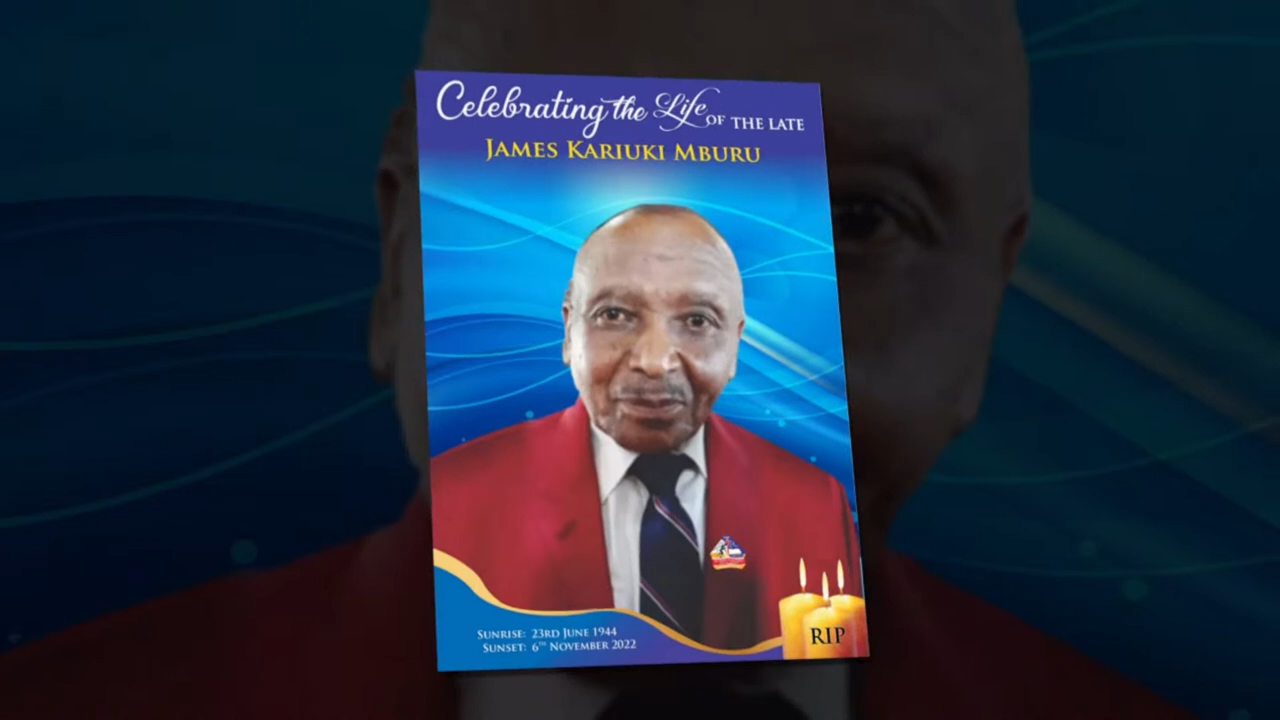 Celebrating the Life OF THE LATE
JAMES KARIUKI MBURU
SUNRISE: 23RD JUNE 1944
SUNSET: 6TH NOVEMBER 2022
RIP